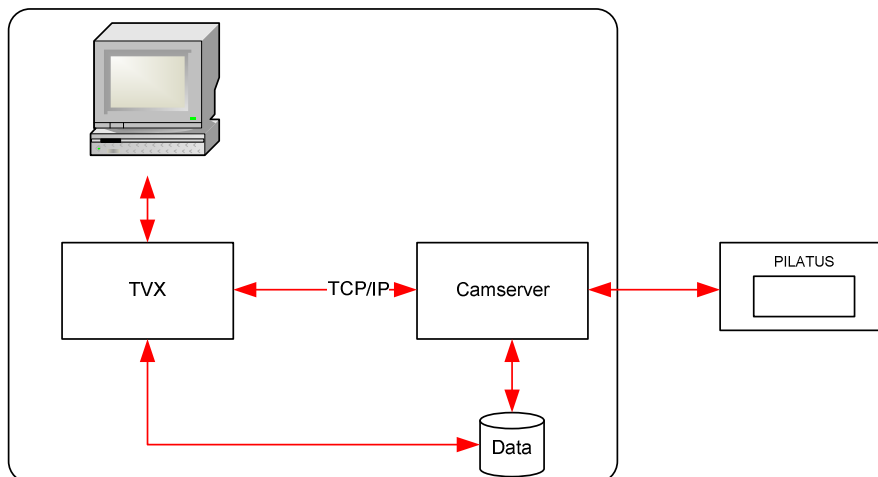 TVX
TCP/IP
Camserver
PILATUS
Data